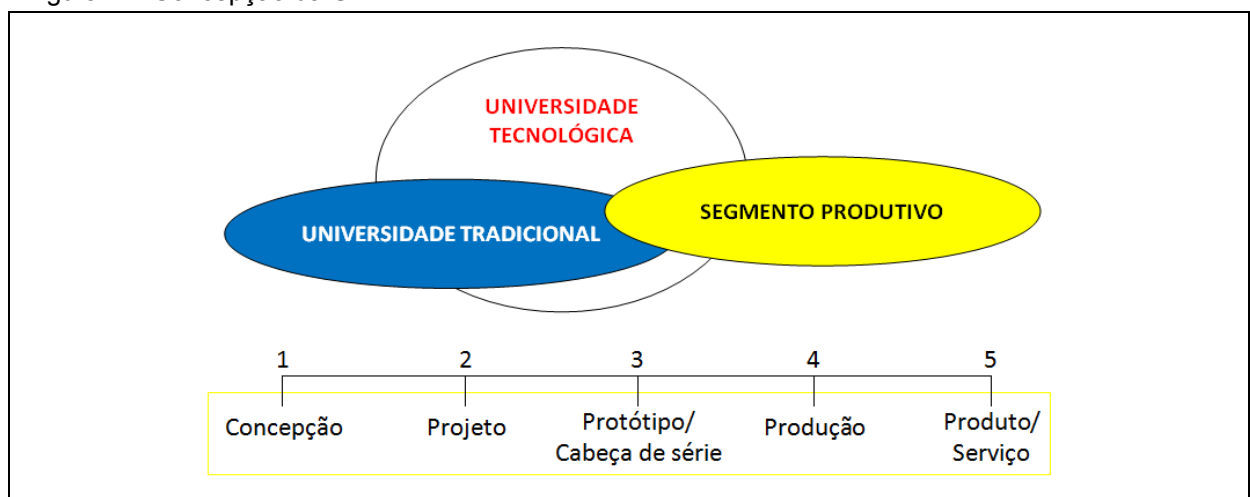 UNIVERSIDADE
TECNOLÓGICA
UNIVERSIDADE TRADICIONAL
SEGMENTO PRODUTIVO
1 2 3 4 5
Concepção Projeto Protótipo/ Produção Produto/
Cabeça de série Serviço